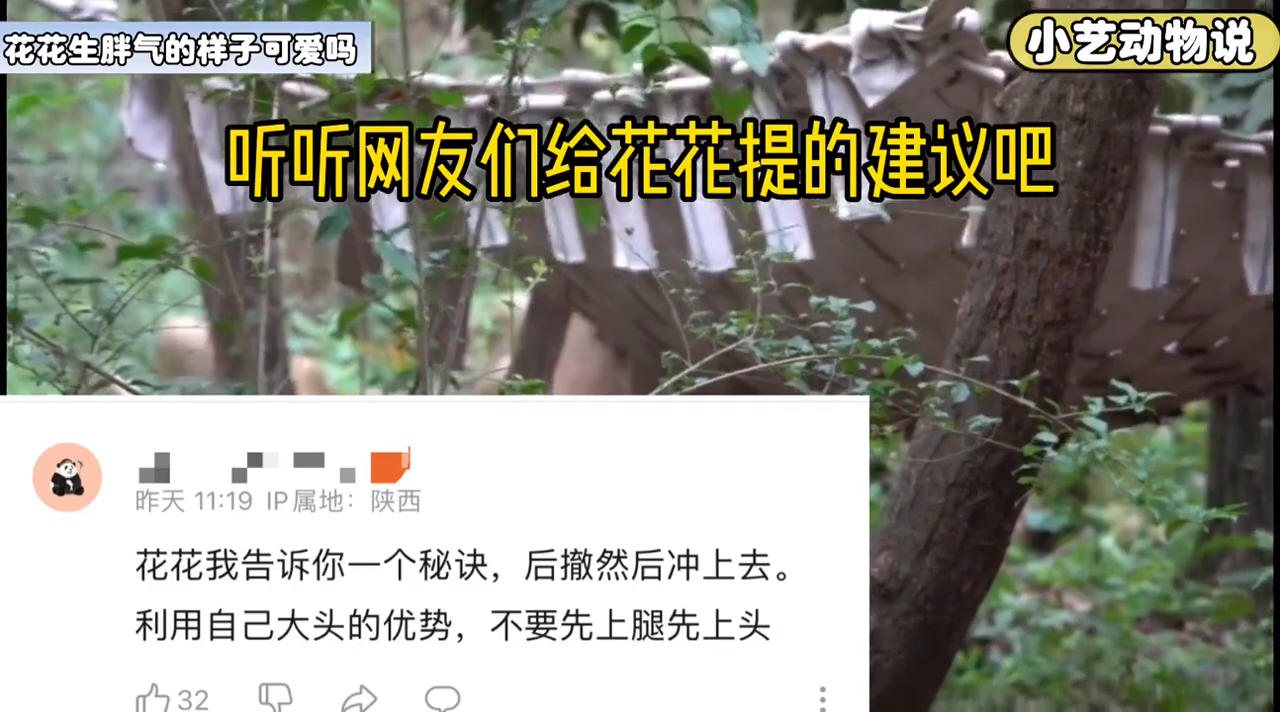 花花生胖气的样子可爱吗
小艺动物说
听听网友们给花花提的建议吧
昨天 11:19 IP属地：陕西
花花我告诉你一个秘诀，后撤然后冲上去。
利用自己大头的优势，不要先上腿先上头
32